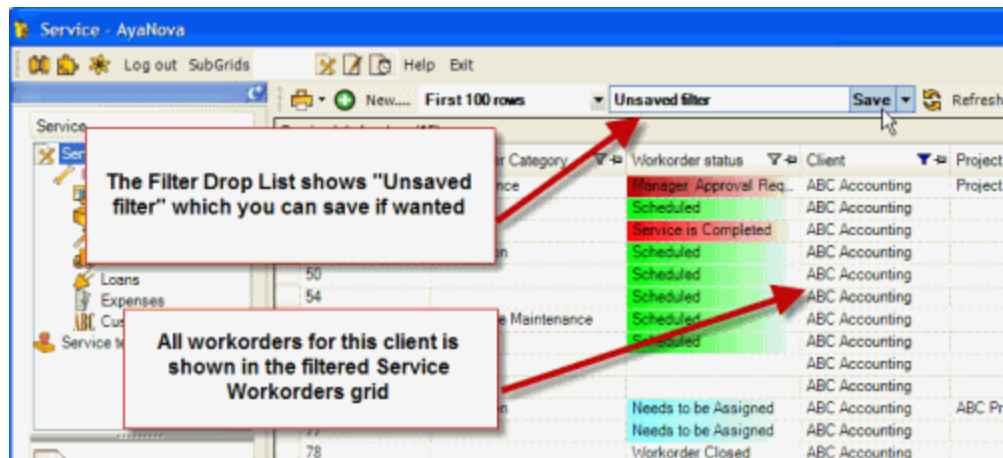 Service - AyaNova
Log out SubGrids Help Exit
New.... First 100 rows Unsaved filter Save Refresh
Service
Category Workorder status Client Project
Manager Approval Req... ABC Accounting Project
Scheduled ABC Accounting
Service is Completed ABC Accounting
Scheduled ABC Accounting
50 Scheduled ABC Accounting
54 Scheduled ABC Accounting
Maintenance Scheduled ABC Accounting
Scheduled ABC Accounting
ABC Accounting
ABC Accounting
Needs to be Assigned ABC Accounting ABC Pr
77 Needs to be Assigned ABC Accounting
78 Workorder Closed ABC Accounting
Loans
Expenses
Service te
The Filter Drop List shows "Unsaved
filter" which you can save if wanted
All workorders for this client is
shown in the filtered Service
Workorders grid